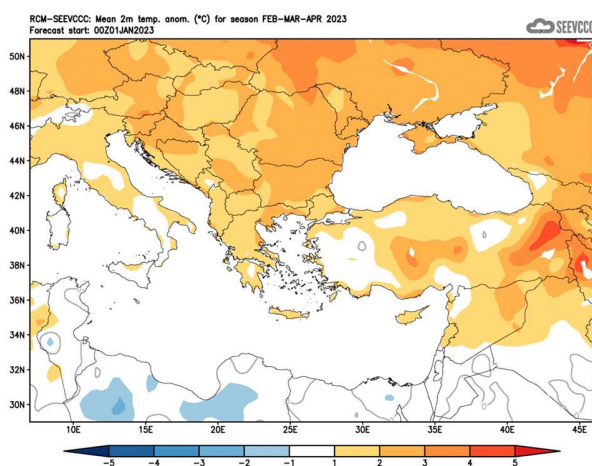 RCM-SEEVCCC: Mean 2m temp. anom. (°C) for season FEB-MAR-APR 2023
Forecast start: 00Z01JAN2023
SEEVCCC
50N
48N
46N
44N
42N
40N
38N
36N
34N
32N
30N
10E 15E 20E 25E 30E 35E 40E 45E
-5 -4 -3 -2 -1 1 2 3 4 5